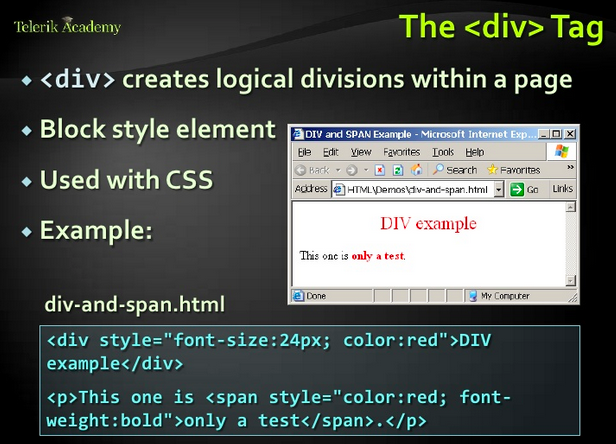 Telerik Academy
The <div> Tag
<div> creates logical divisions within a page
Block style element
Used with CSS
Example:
DIV and SPAN Example - Microsoft Internet Exp...
File Edit View Favorites Tools Help
Back Search Favorites »
Address HTML\Demos\div-and-span.html Go Links
DIV example
This one is only a test.
Done My Computer
div-and-span.html
<div style="font-size:24px; color:red">DIV
example</div>
<p>This one is <span style="color:red; font-
weight:bold">only a test</span>.</p>